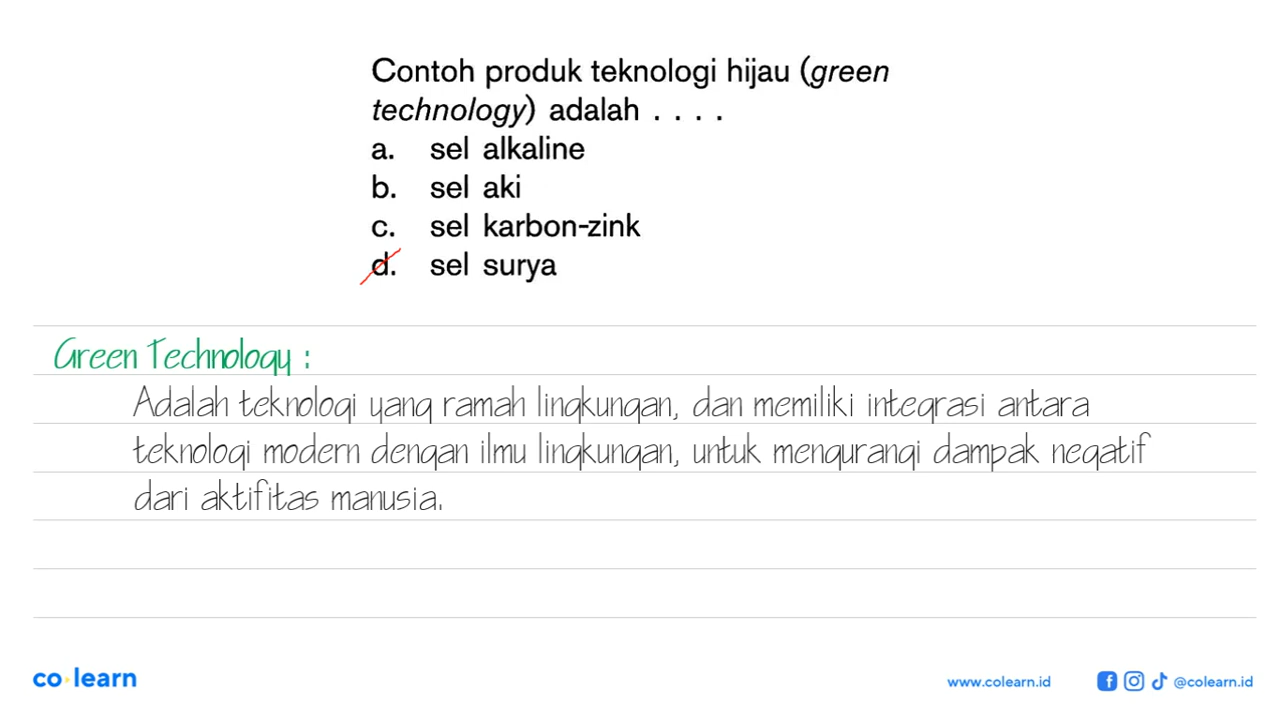 Contoh produk teknologi hijau (green
technology) adalah . . . .
a. sel alkaline
b. sel aki
c. sel karbon-zink
d. sel surya
Green Technology :
Adalah teknologi yang ramah lingkungan, dan memiliki integrasi antara
teknologi modern dengan ilmu lingkungan, untuk mengurangi dampak negatif
dari aktifitas manusia.
co·learn
www.colearn.id
@colearn.id